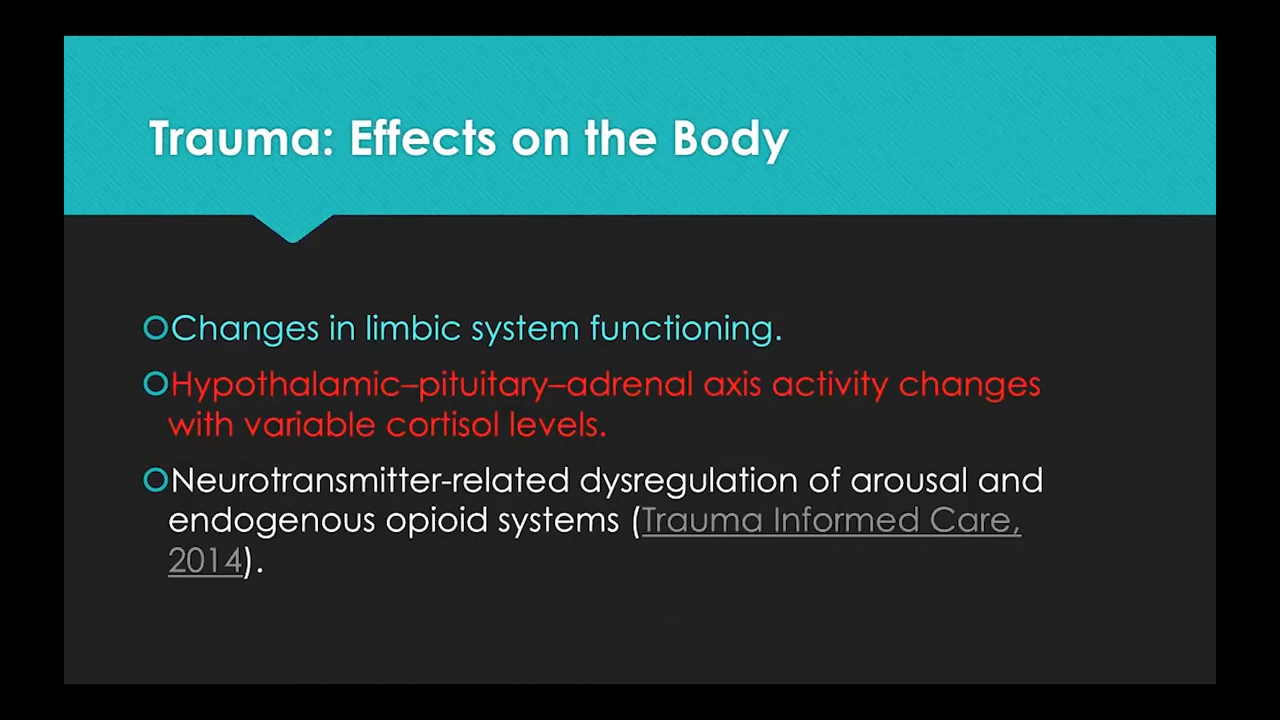 Trauma: Effects on the Body
Changes in limbic system functioning.
Hypothalamic–pituitary–adrenal axis activity changes
with variable cortisol levels.
Neurotransmitter-related dysregulation of arousal and
endogenous opioid systems (Trauma Informed Care,
2014).